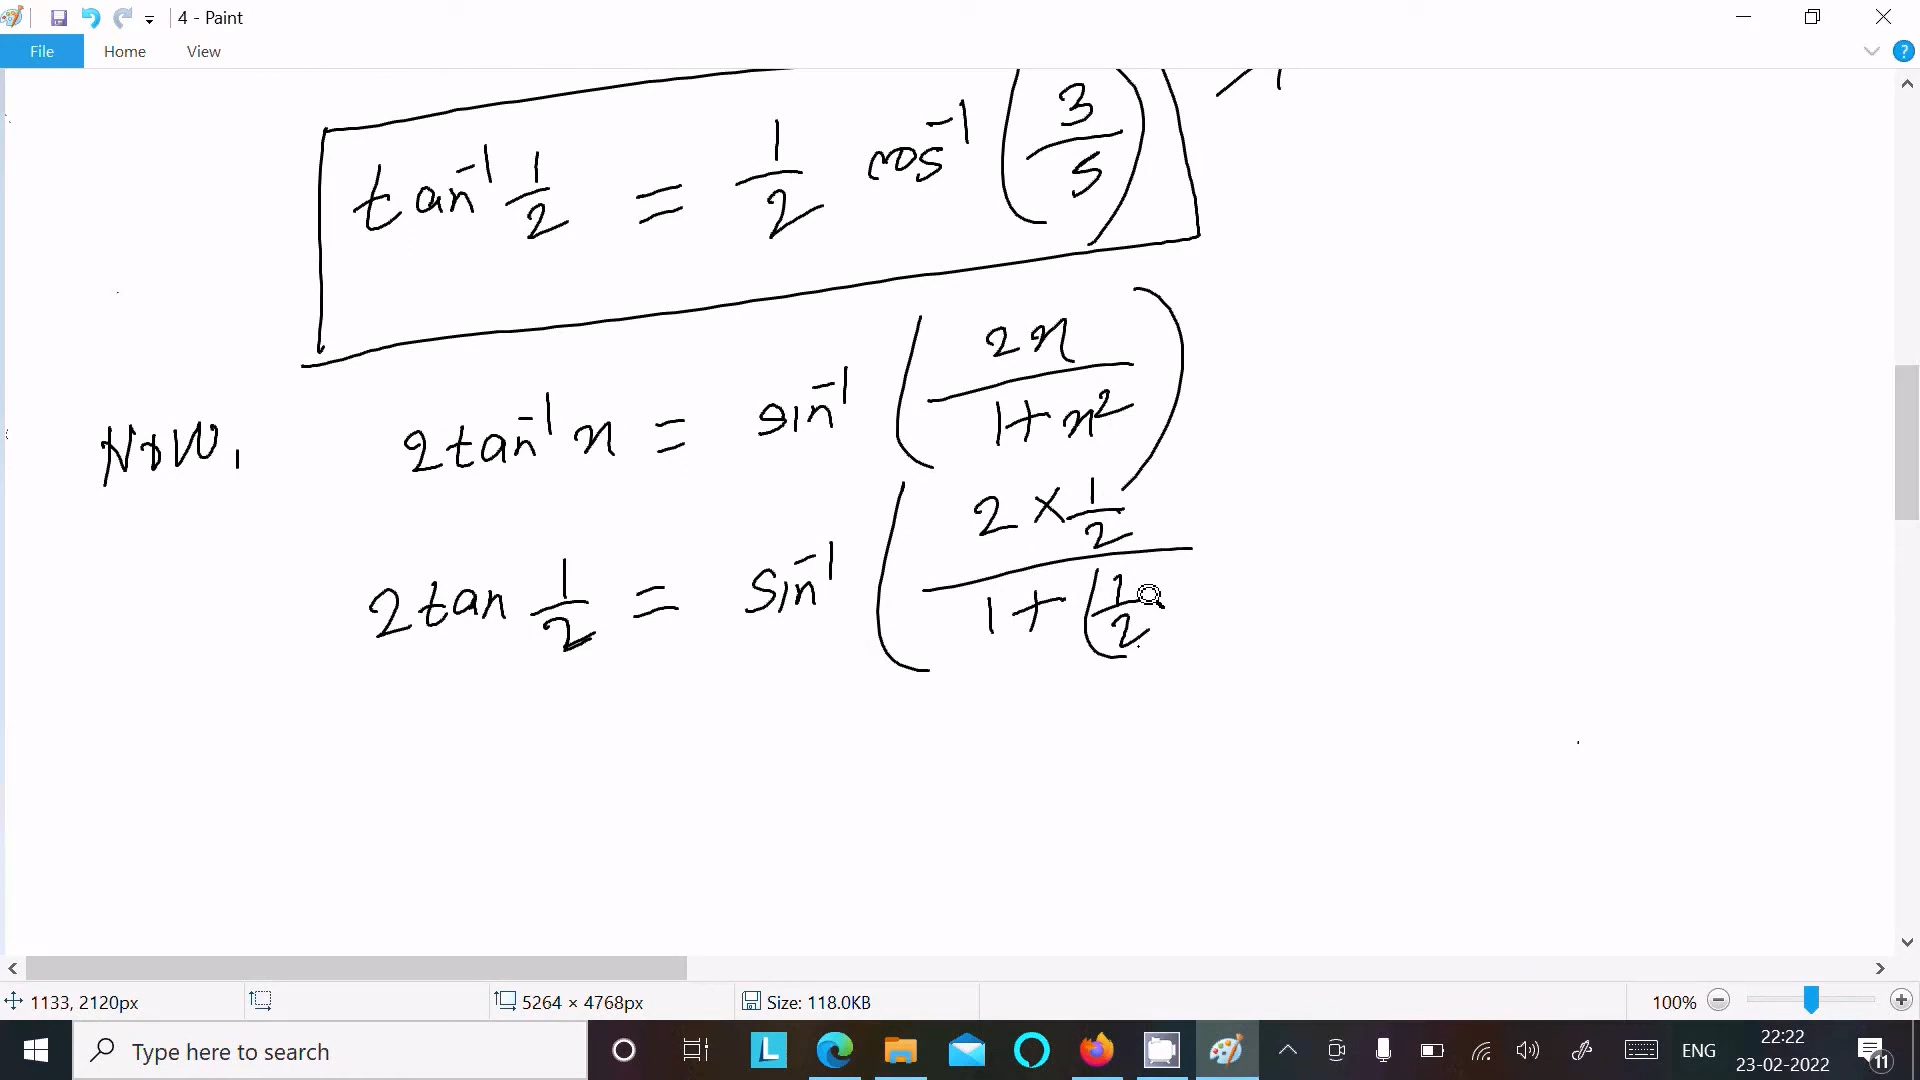 4 - Paint
File Home View
tan⁻¹ 1/2 = 1/2 cos⁻¹ (3/5)
Now, 2tan⁻¹ x = sin⁻¹ (2x/1+x²)
2tan 1/2 = sin⁻¹ (2×1/2/1+(1/2
1133, 2120px 5264 × 4768px Size: 118.0KB 100%
Type here to search L ENG 22:22
23-02-2022 11